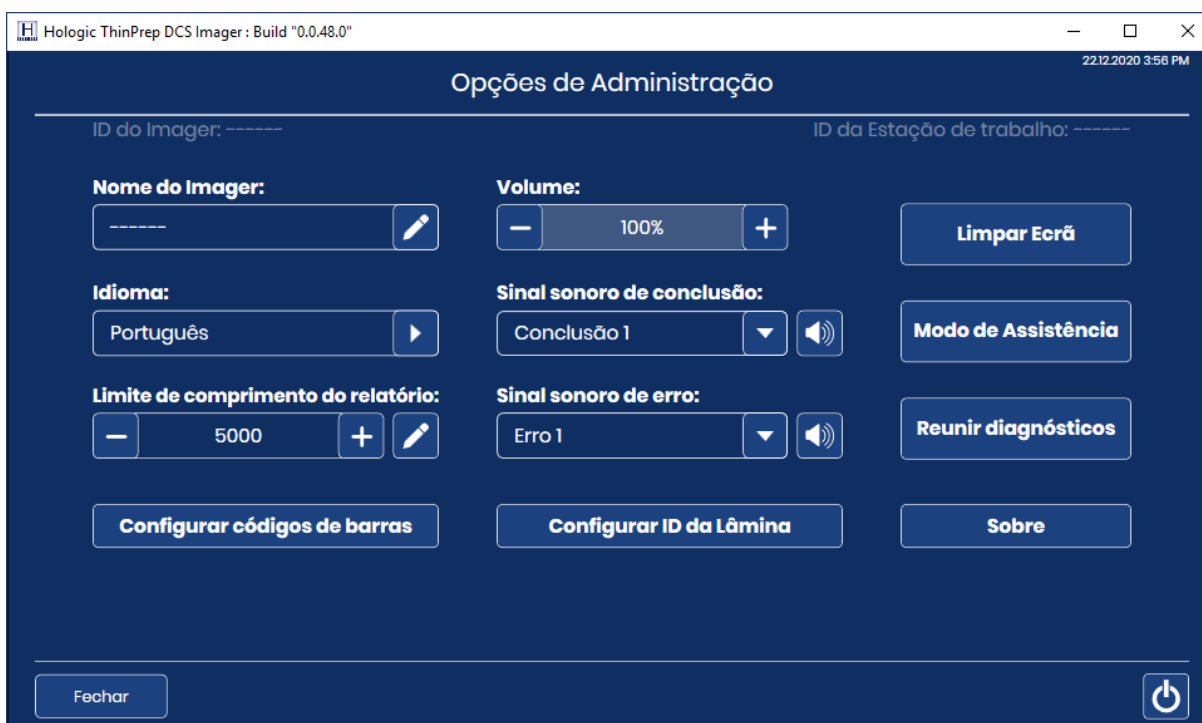 Hologic ThinPrep DCS Imager : Build "0.0.48.0"
22.12.2020 3:56 PM
Opções de Administração
ID do Imager: ------
ID da Estação de trabalho: ------
Nome do Imager:
Volume:
------
100%
Limpar Ecrã
Idioma:
Sinal sonoro de conclusão:
Português
Conclusão 1
Modo de Assistência
Limite de comprimento do relatório:
Sinal sonoro de erro:
5000
Erro 1
Reunir diagnósticos
Configurar códigos de barras
Configurar ID da Lâmina
Sobre
Fechar